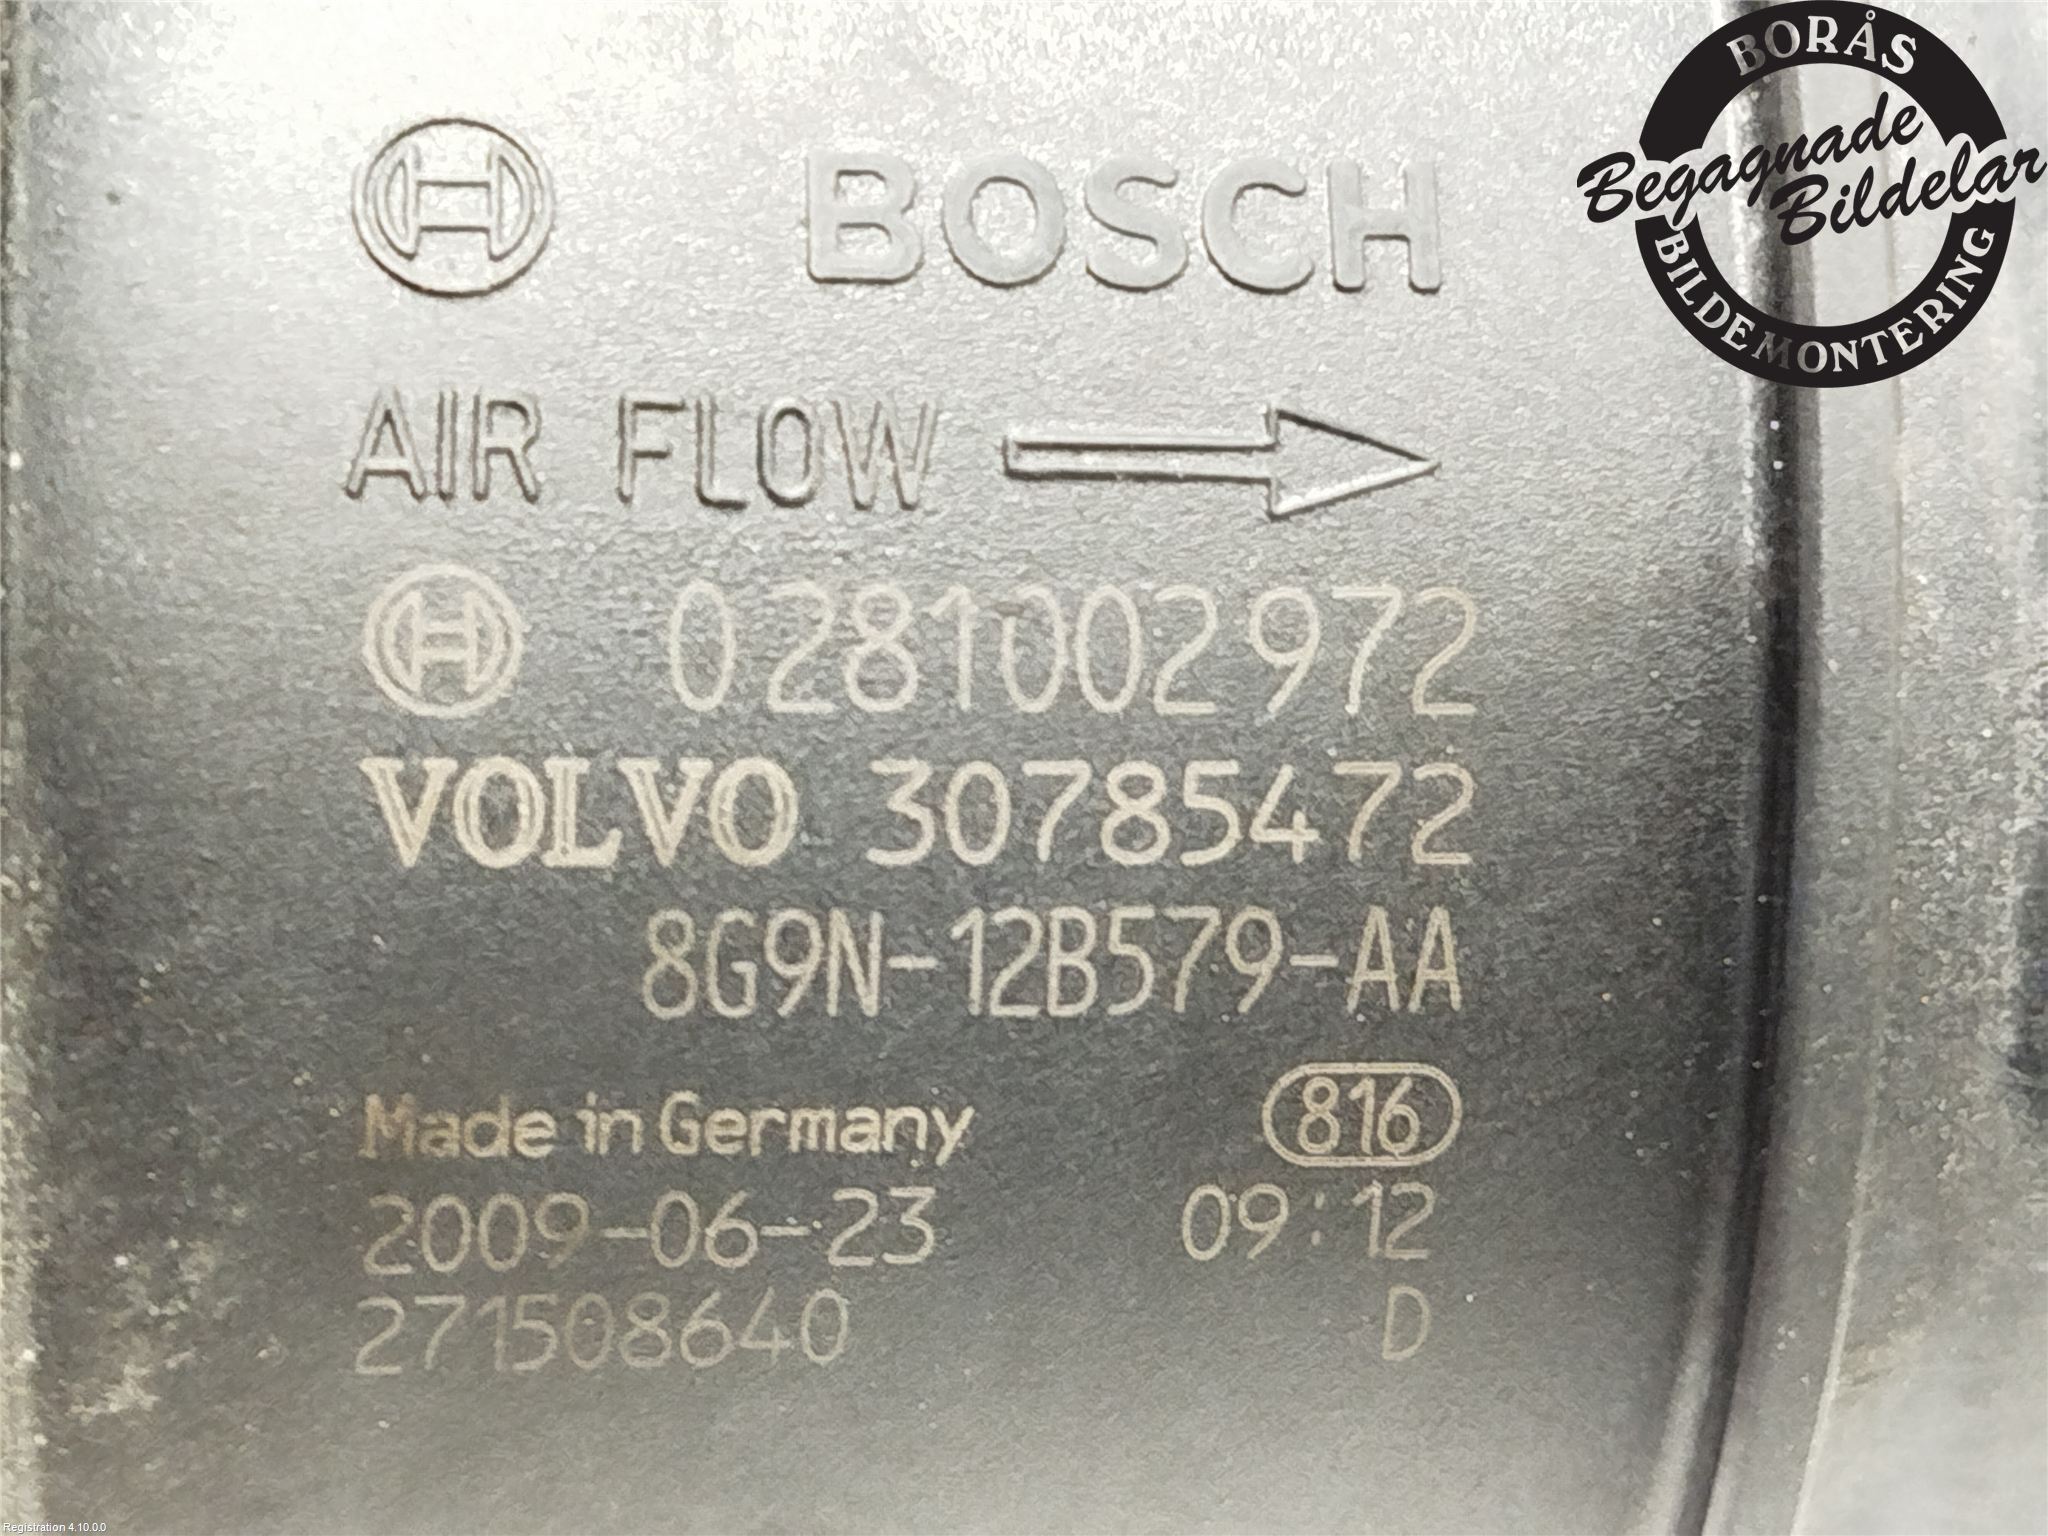 BORÅS
Begagnade
Bildelar
BILDEMONTERING
BOSCH
AIR FLOW
0281002972
VOLVO 30785472
8G9N-12B579-AA
Made in Germany 816
2009-06-23 09:12
271508640 D
Registration 4.10.0.0